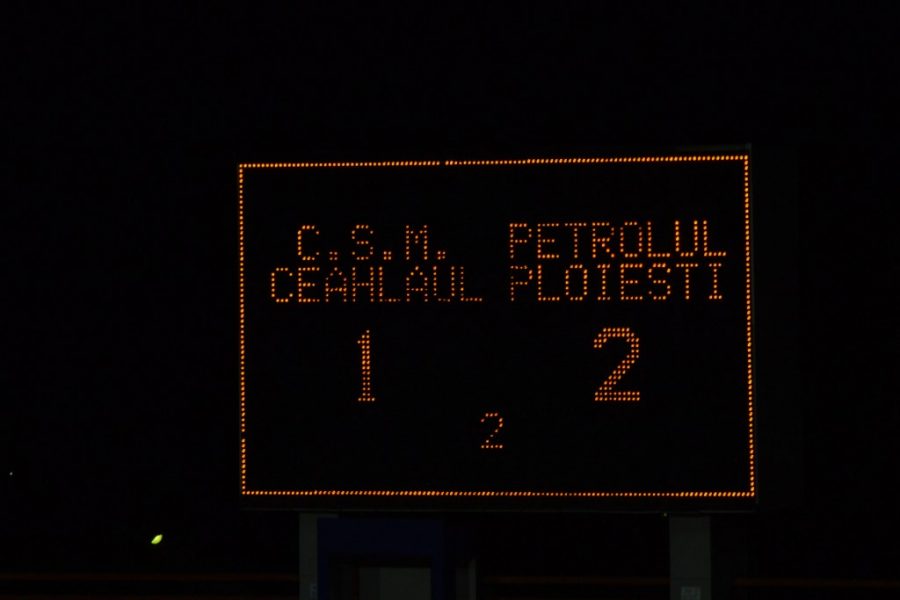 C.S.M. PETROLUL
CEAHLAUL PLOIESTI
1 2
2